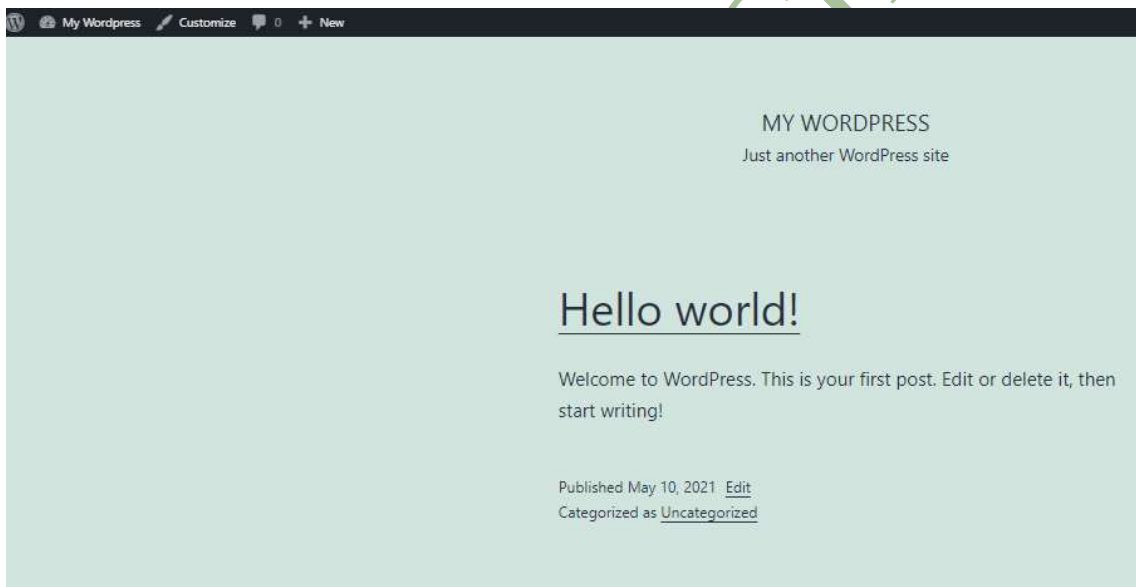 My Wordpress Customize 0 New
MY WORDPRESS
Just another WordPress site
Hello world!
Welcome to WordPress. This is your first post. Edit or delete it, then
start writing!
Published May 10, 2021 Edit
Categorized as Uncategorized